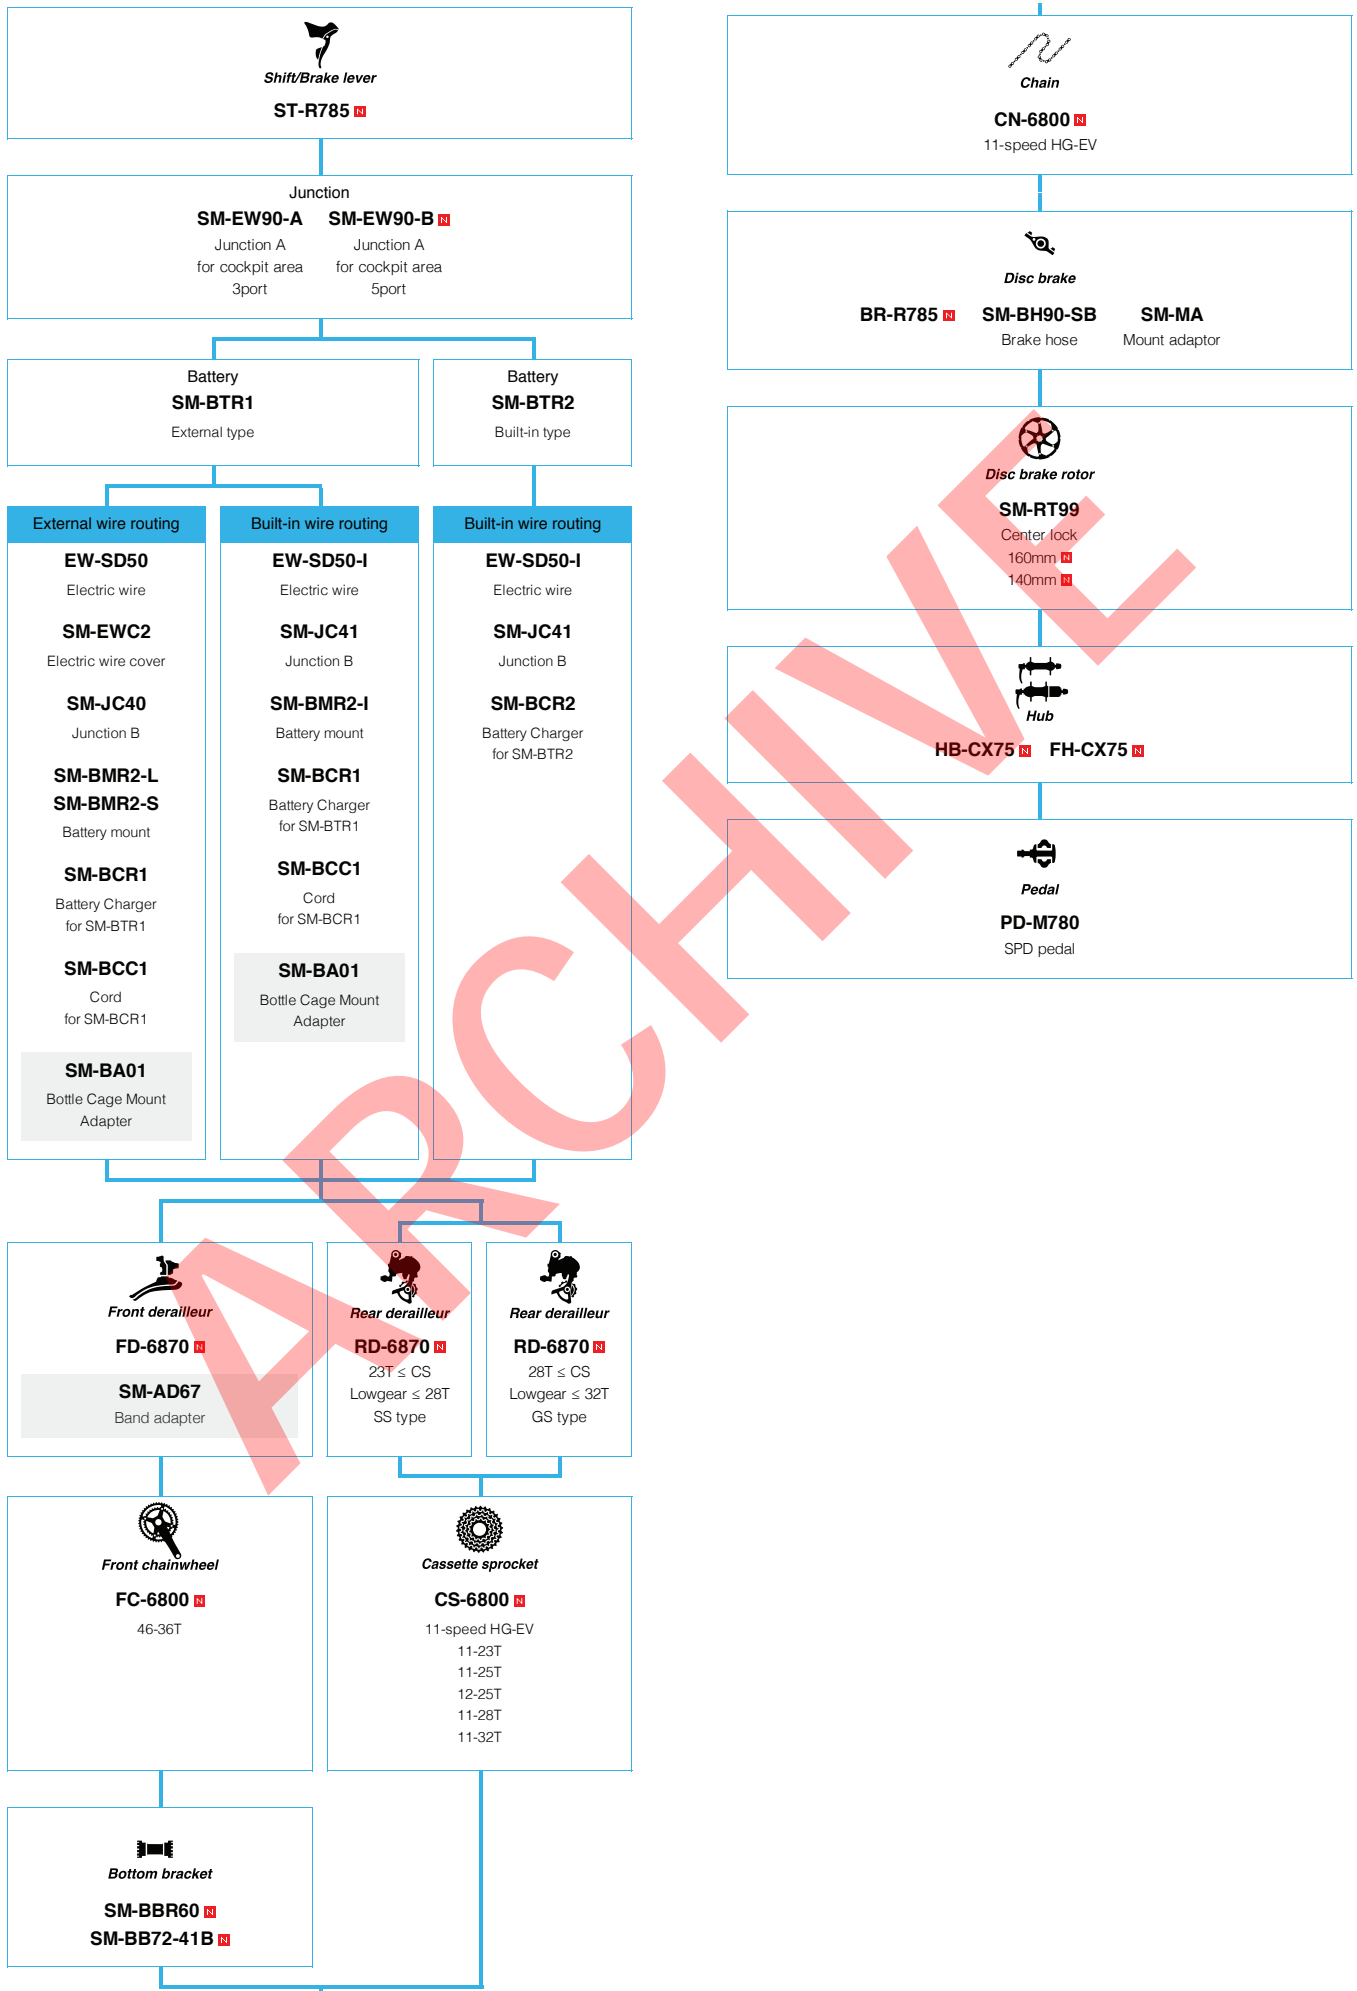 Shift/Brake lever
ST-R785 N
Junction
SM-EW90-A SM-EW90-B N
Junction A Junction A
for cockpit area for cockpit area
3port 5port
Battery
SM-BTR1
External type
Battery
SM-BTR2
Built-in type
External wire routing
EW-SD50
Electric wire
SM-EWC2
Electric wire cover
SM-JC40
Junction B
SM-BMR2-L
SM-BMR2-S
Battery mount
SM-BCR1
Battery Charger
for SM-BTR1
SM-BCC1
Cord
for SM-BCR1
SM-BA01
Bottle Cage Mount
Adapter
Built-in wire routing
EW-SD50-I
Electric wire
SM-JC41
Junction B
SM-BMR2-I
Battery mount
SM-BCR1
Battery Charger
for SM-BTR1
SM-BCC1
Cord
for SM-BCR1
SM-BA01
Bottle Cage Mount
Adapter
Built-in wire routing
EW-SD50-I
Electric wire
SM-JC41
Junction B
SM-BCR2
Battery Charger
for SM-BTR2
Front derailleur
FD-6870 N
SM-AD67
Band adapter
Rear derailleur
RD-6870 N
23T ≤ CS
Lowgear ≤ 28T
SS type
Rear derailleur
RD-6870 N
28T ≤ CS
Lowgear ≤ 32T
GS type
Front chainwheel
FC-6800 N
46-36T
Cassette sprocket
CS-6800 N
11-speed HG-EV
11-23T
11-25T
12-25T
11-28T
11-32T
Bottom bracket
SM-BBR60 N
SM-BB72-41B N
Chain
CN-6800 N
11-speed HG-EV
Disc brake
BR-R785 N SM-BH90-SB SM-MA
Brake hose Mount adaptor
Disc brake rotor
SM-RT99
Center lock
160mm N
140mm N
Hub
HB-CX75 N FH-CX75 N
Pedal
PD-M780
SPD pedal
ARCHIVE